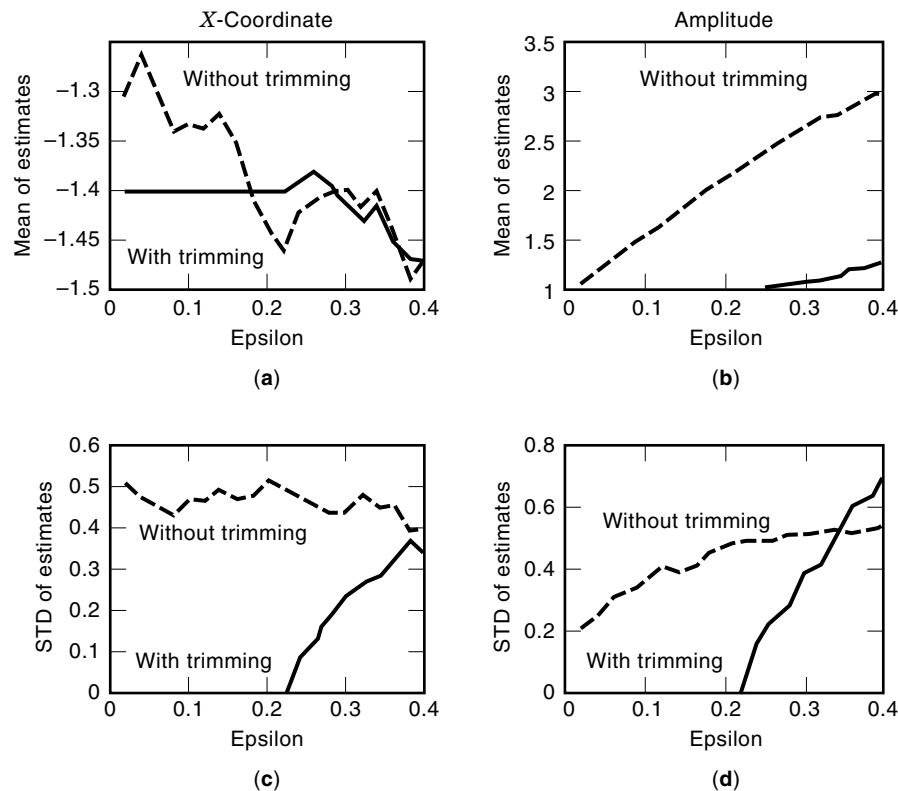 X-Coordinate
Mean of estimates
−1.3
−1.35
−1.4
−1.45
−1.5
Without trimming
With trimming
0
0.1
0.2
0.3
0.4
Epsilon
(a)
Amplitude
Mean of estimates
3.5
3
2.5
2
1.5
1
Without trimming
With trimming
0
0.1
0.2
0.3
0.4
Epsilon
(b)
STD of estimates
0.6
0.5
0.4
0.3
0.2
0.1
0
Without trimming
With trimming
0
0.1
0.2
0.3
0.4
Epsilon
(c)
STD of estimates
0.8
0.6
0.4
0.2
0
Without trimming
With trimming
0
0.1
0.2
0.3
0.4
Epsilon
(d)